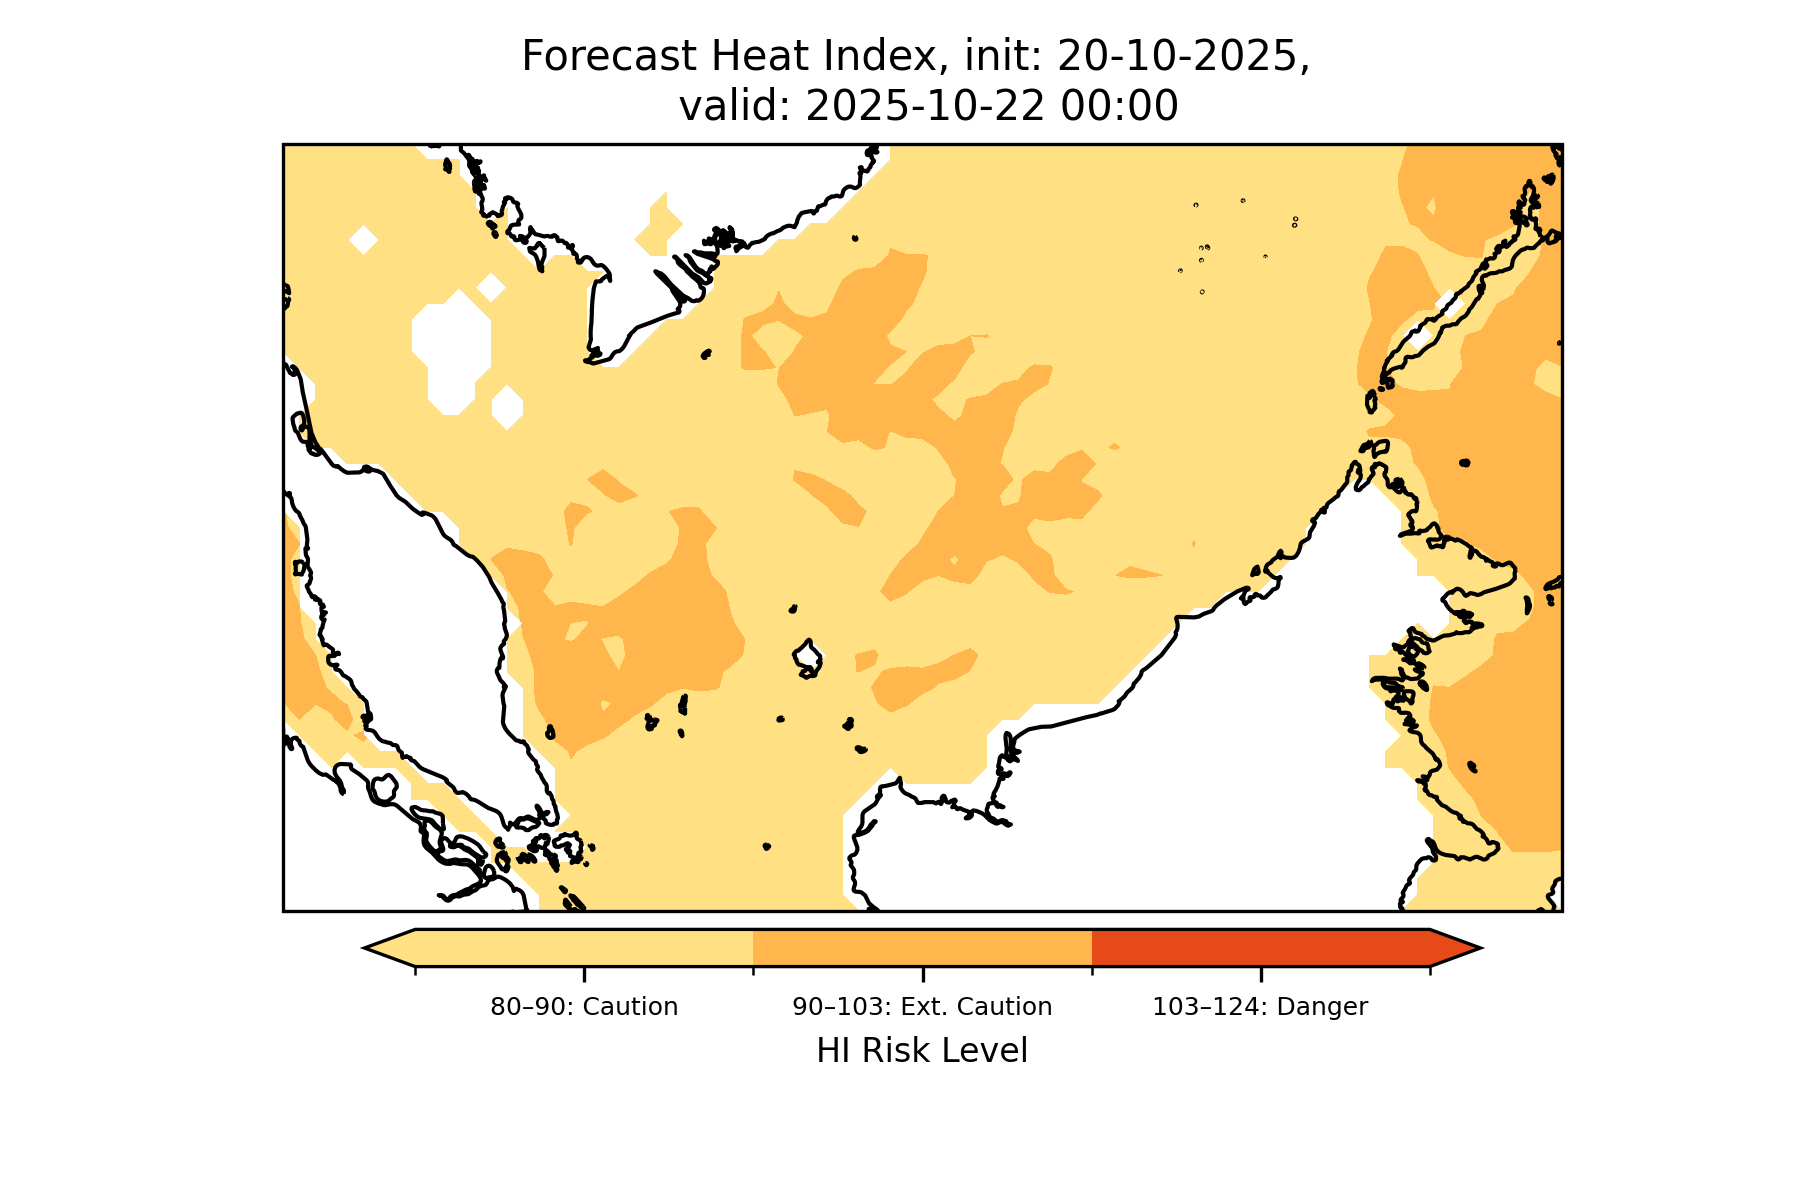 Forecast Heat Index, init: 20-10-2025,
valid: 2025-10-22 00:00
80–90: Caution
90–103: Ext. Caution
103–124: Danger
HI Risk Level